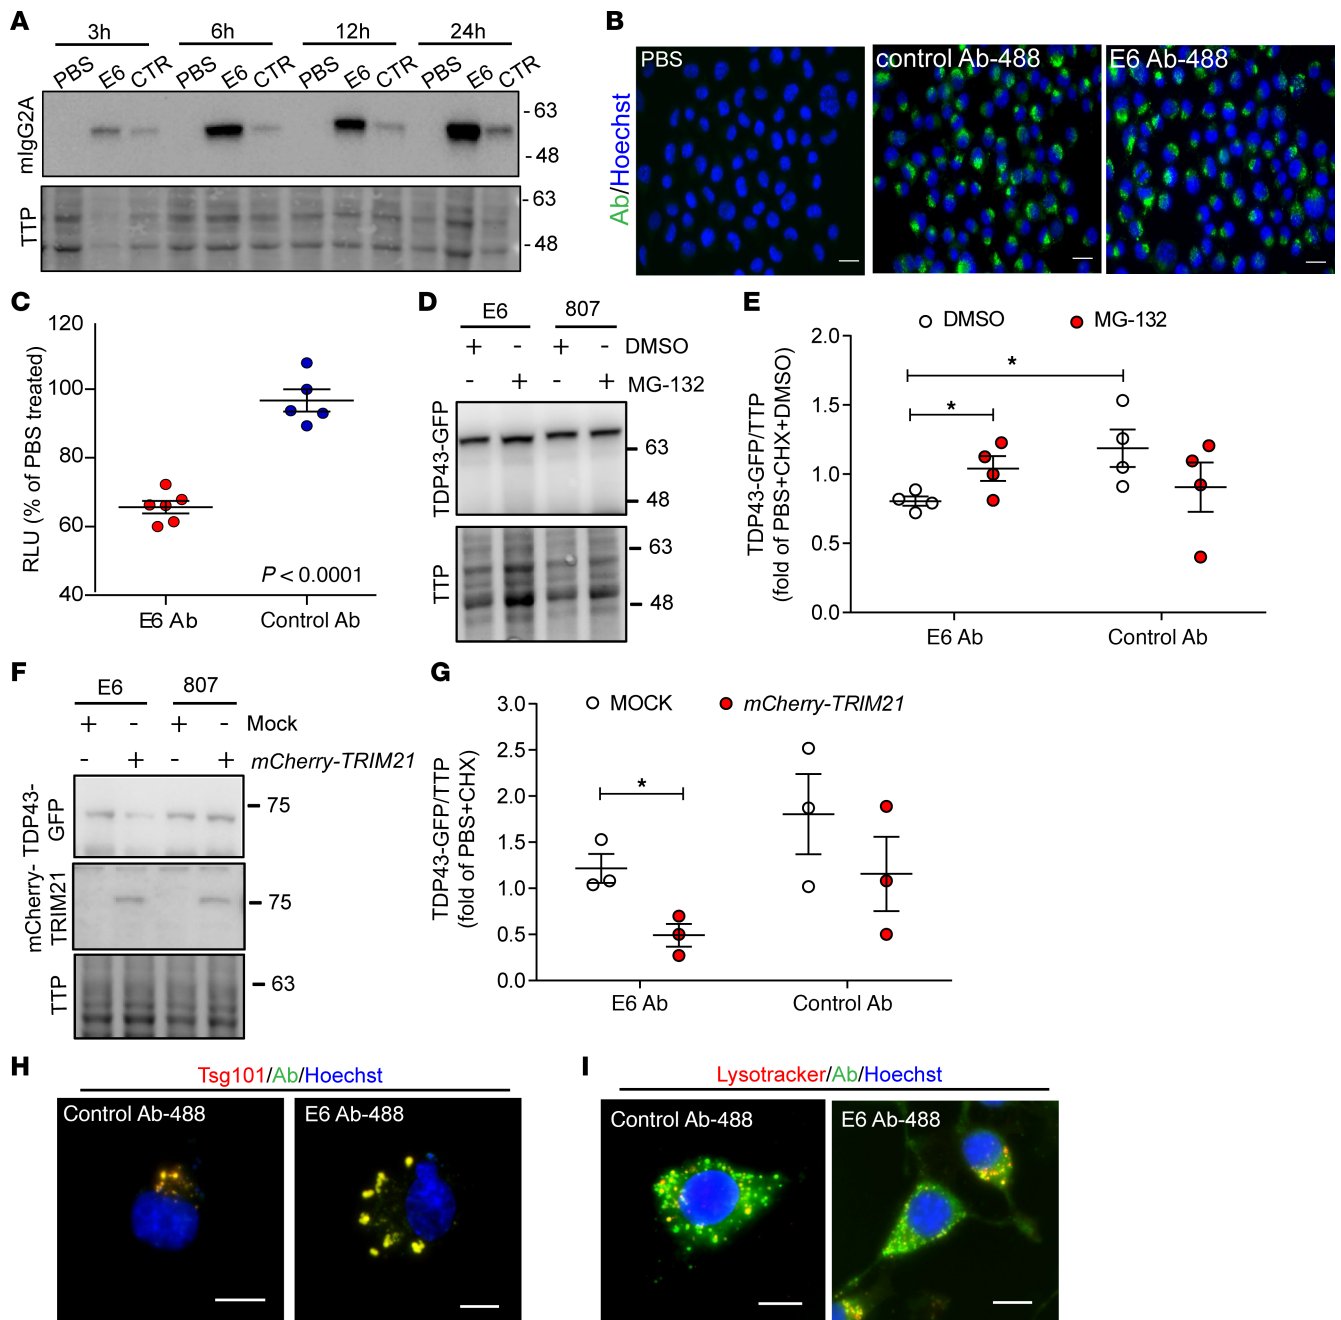 A
3h 6h 12h 24h
PBS E6 CTR PBS E6 CTR PBS E6 CTR PBS E6 CTR
mIgG2A
- 63
- 48
TTP
- 63
- 48
B
Ab/Hoechst
PBS
control Ab-488
E6 Ab-488
C
RLU (% of PBS treated)
120
100
80
60
40
P < 0.0001
E6 Ab Control Ab
D
E6 807
+ - + - DMSO
- + - + MG-132
TDP43-GFP
63
48
TTP
63
48
E
DMSO MG-132
TDP43-GFP/TTP
(fold of PBS+CHX+DMSO)
2.0
1.5
1.0
0.5
0.0
*
*
E6 Ab Control Ab
F
E6 807
+ - + - Mock
- + - + mCherry-TRIM21
TDP43-
GFP
75
mCherry-
TRIM21
75
TTP
63
G
MOCK mCherry-TRIM21
TDP43-GFP/TTP
(fold of PBS+CHX)
3.0
2.5
2.0
1.5
1.0
0.5
0.0
*
E6 Ab Control Ab
H
Tsg101/Ab/Hoechst
Control Ab-488
E6 Ab-488
I
Lysotracker/Ab/Hoechst
Control Ab-488
E6 Ab-488